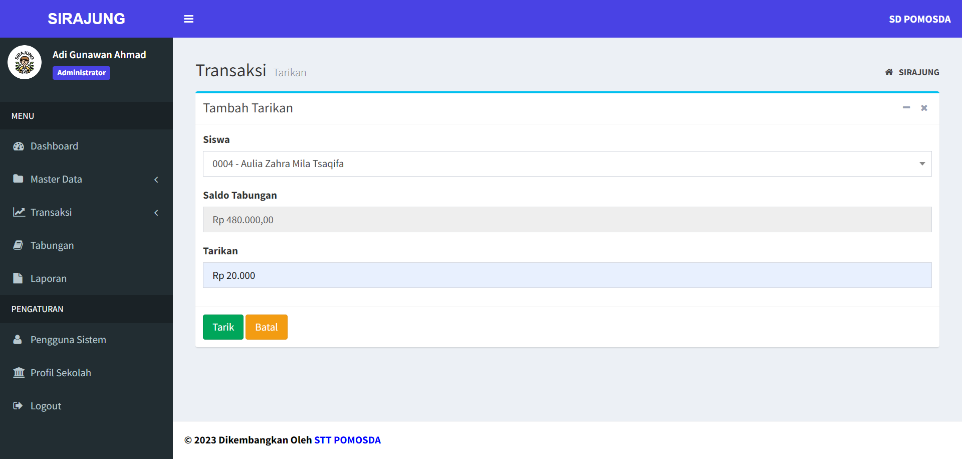 SIRAJUNG
SD POMOSDA
Adi Gunawan Ahmad
Administrator
MENU
Dashboard
Master Data
Transaksi
Tabungan
Laporan
PENGATURAN
Pengguna Sistem
Profil Sekolah
Logout
Transaksi Tarikan
SIRAJUNG
Tambah Tarikan
Siswa
0004 - Aulia Zahra Mila Tsaqifa
Saldo Tabungan
Rp 480.000,00
Tarikan
Rp 20.000
Tarik Batal
© 2023 Dikembangkan Oleh STT POMOSDA